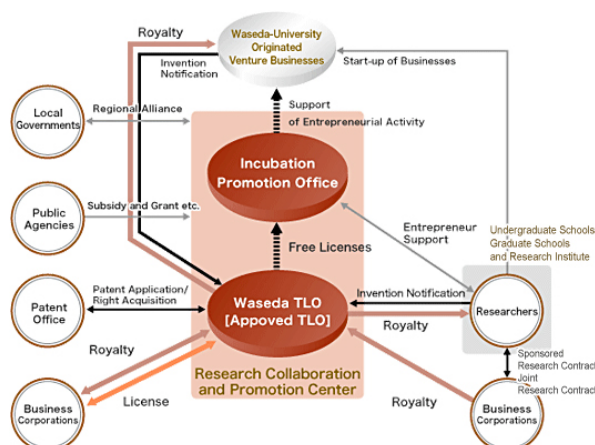 Royalty
Waseda-University
Originated
Venture Businesses
Invention
Notification
Start-up of Businesses
Local
Governments
Regional Alliance
Support
of Entrepreneurial Activity
Incubation
Promotion Office
Public
Agencies
Subsidy and Grant etc.
Entrepreneur
Support
Undergraduate Schools
Graduate Schools
and Research Institute
Free Licenses
Patent
Office
Patent Application/
Right Acquisition
Waseda TLO
[Appoved TLO]
Invention Notification
Researchers
Royalty
Royalty
Research Collaboration
and Promotion Center
Sponsored
Research Contract
Joint
Research Contract
Business
Corporations
License
Royalty
Business
Corporations